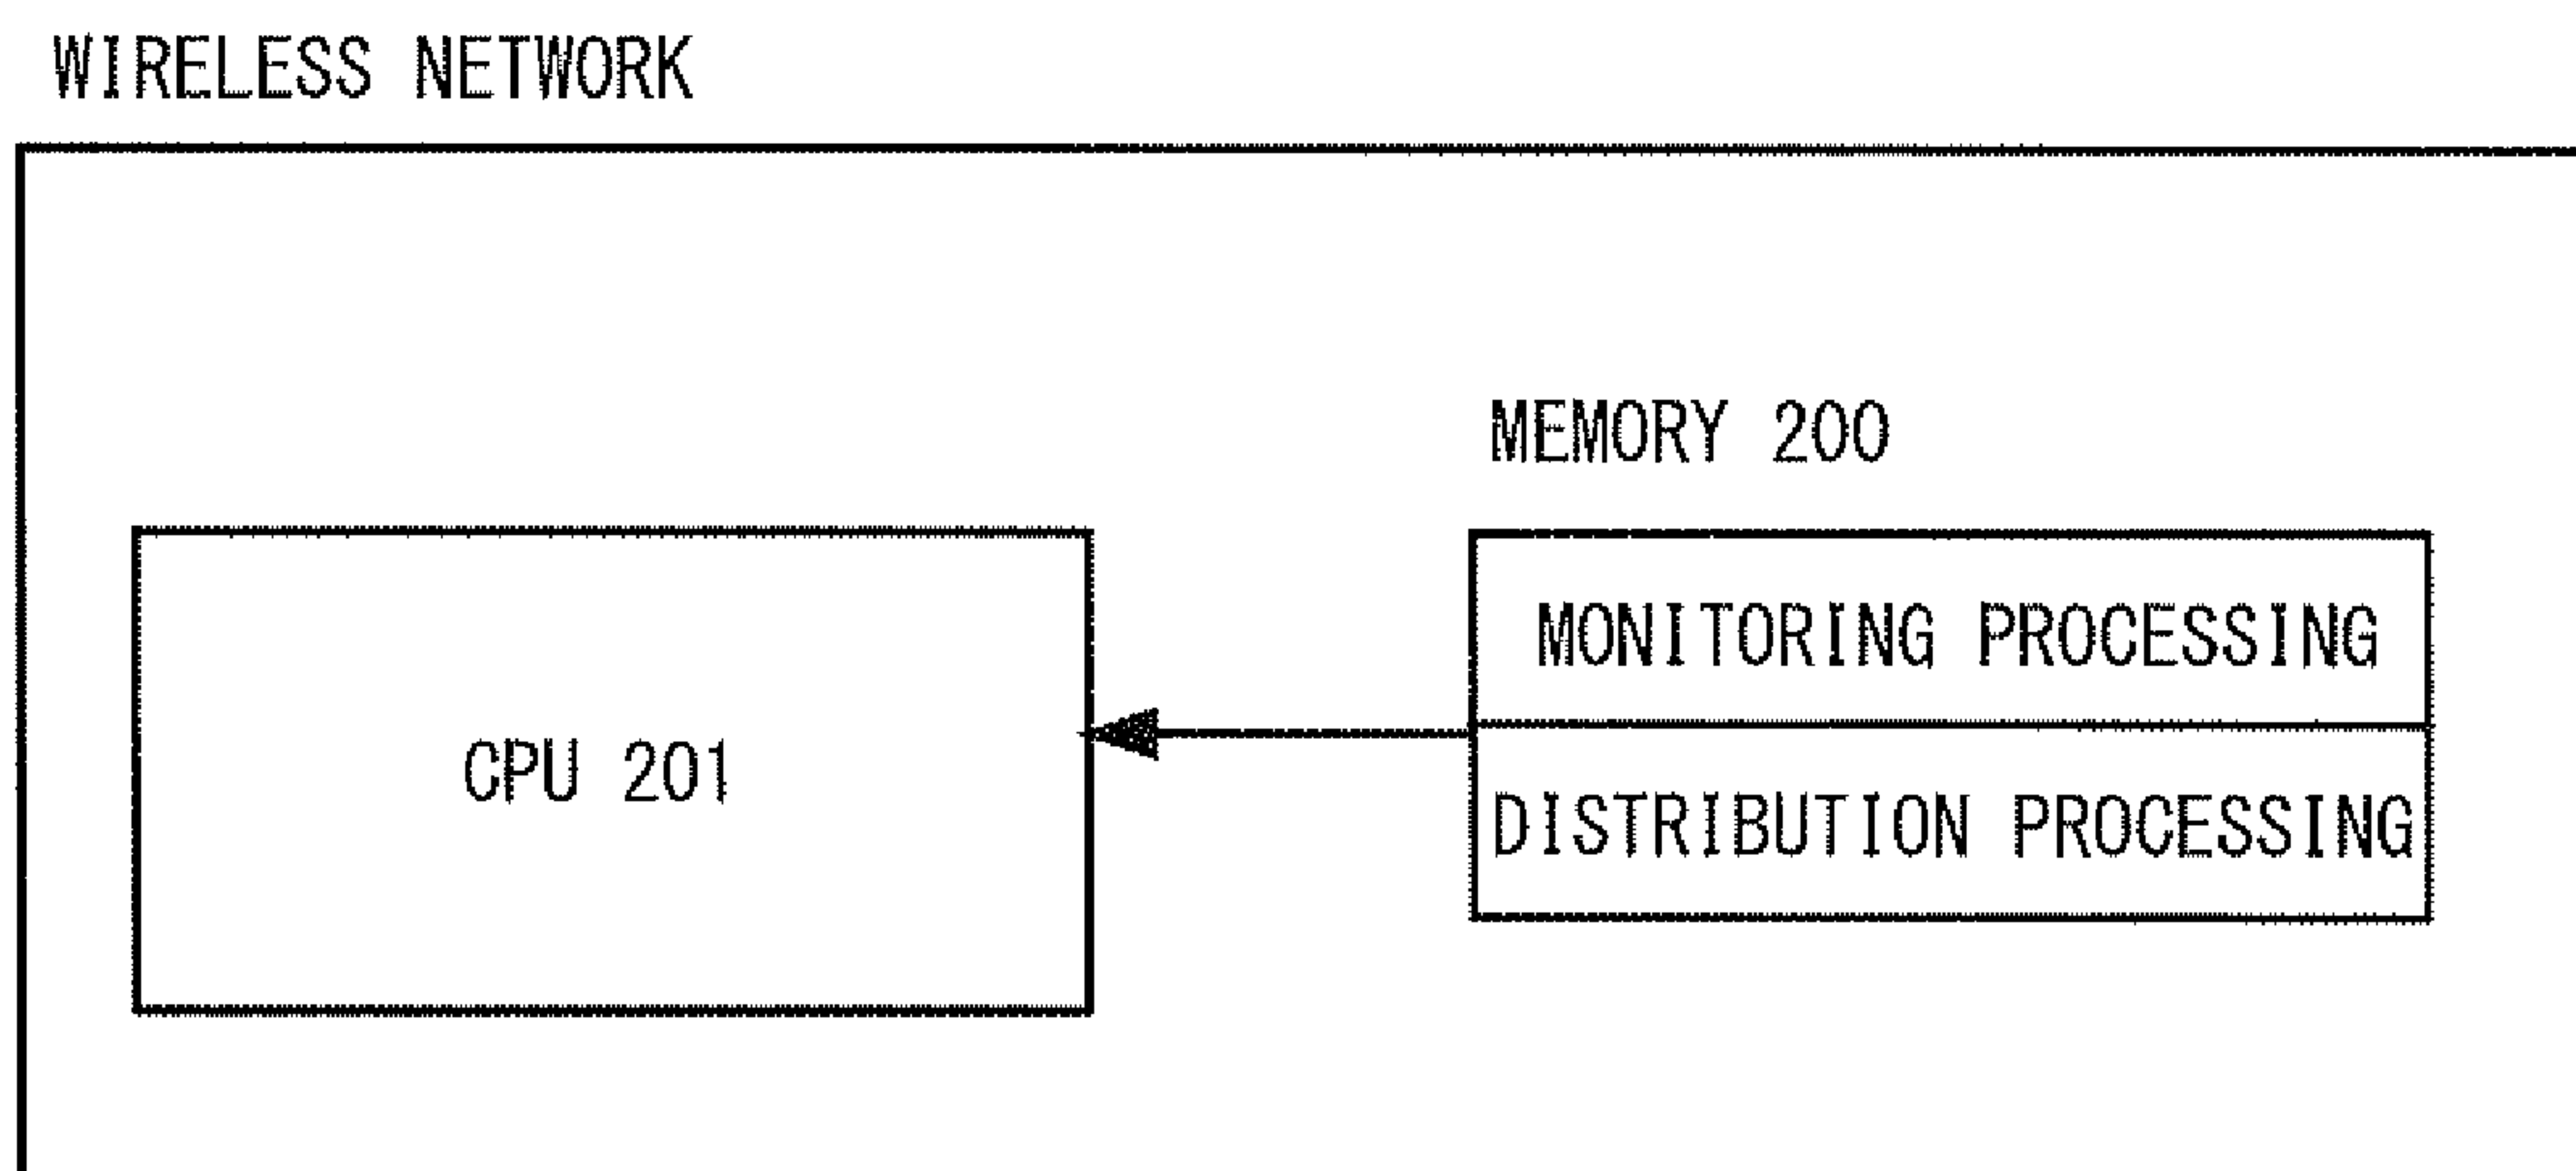 WIRELESS NETWORK
MEMORY 200
MONITORING PROCESSING
CPU 201
DISTRIBUTION PROCESSING